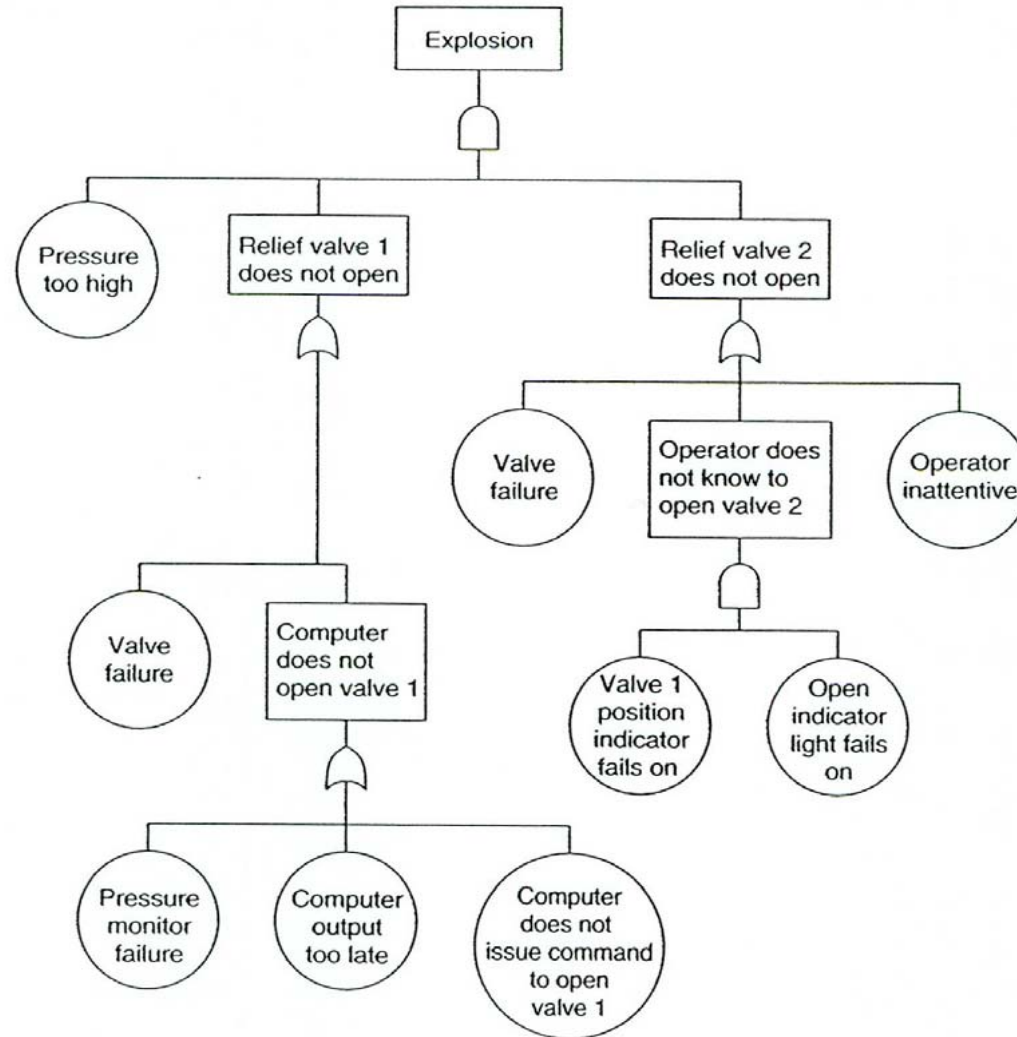 Explosion
Pressure
too high
Relief valve 1
does not open
Relief valve 2
does not open
Valve
failure
Operator does
not know to
open valve 2
Operator
inattentive
Valve
failure
Computer
does not
open valve 1
Valve 1
position
indicator
fails on
Open
indicator
light fails
on
Pressure
monitor
failure
Computer
output
too late
Computer
does not
issue command
to open
valve 1